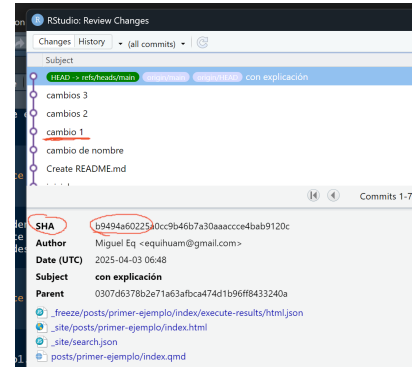 RStudio: Review Changes
Changes History (all commits)
Subject
HEAD -> refs/heads/main origin/main origin/HEAD con explicación
cambios 3
cambios 2
cambio 1
cambio de nombre
Create README.md
Commits 1-7
SHA b9494a60225a0cc9b46b7a30aaaccce4bab9120c
Author Miguel Eq <equihuam@gmail.com>
Date (UTC) 2025-04-03 06:48
Subject con explicación
Parent 0307d6378b2e71a63afbca474d1b96ff8433240a
_freeze/posts/primer-ejemplo/index/execute-results/html.json
_site/posts/primer-ejemplo/index.html
_site/search.json
posts/primer-ejemplo/index.qmd